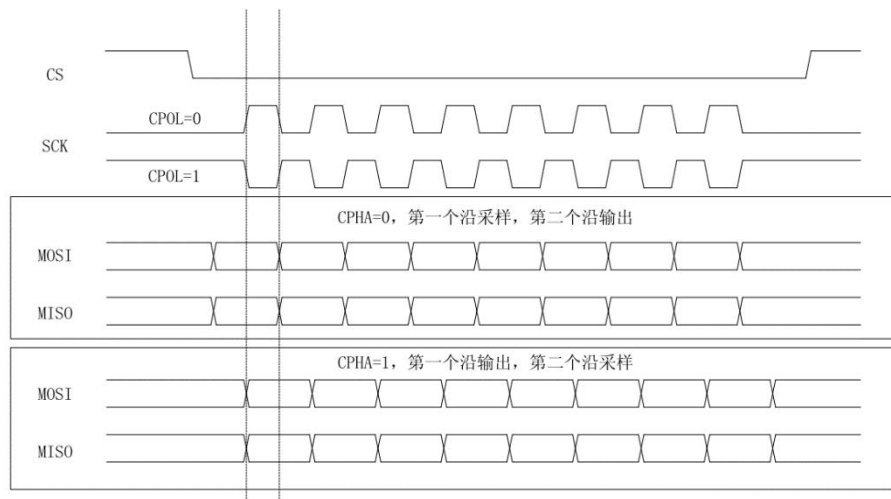 CS
CPOL=0
SCK
CPOL=1
CPHA=0，第一个沿采样，第二个沿输出
MOSI
MISO
CPHA=1，第一个沿输出，第二个沿采样
MOSI
MISO